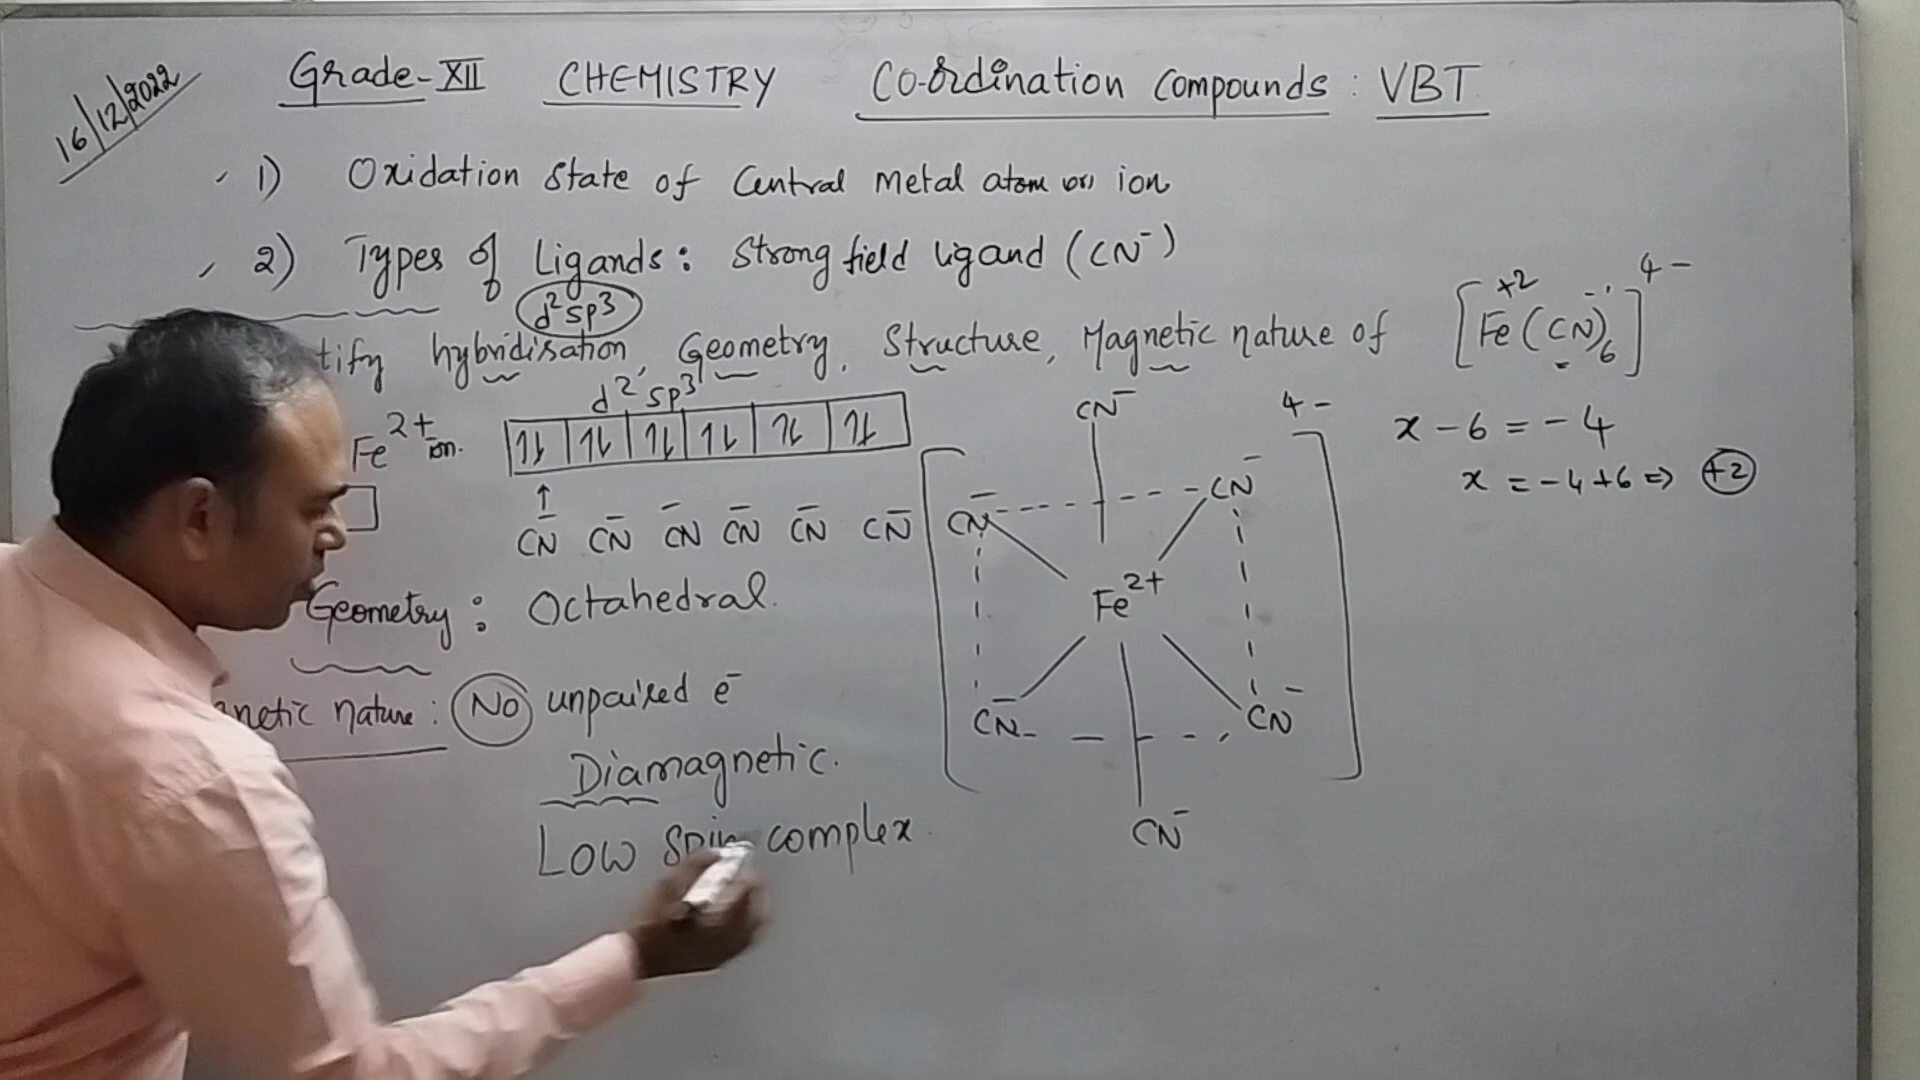 16/12/2022
Grade-XII CHEMISTRY Co-ordination Compounds : VBT
1) Oxidation State of Central Metal atom (or) ion
2) Types of Ligands : Strong field ligand (CN⁻)
d²sp³
tify hybridisation, Geometry, Structure, Magnetic nature of [Fe(CN)₆]⁴⁻
+2 -1
d²sp³
Fe²⁺ ion. ↑↓ ↑↓ ↑↓ ↑↓ ↑↓ ↑↓
↑
CN⁻ CN⁻ CN⁻ CN⁻ CN⁻ CN⁻
x - 6 = -4
x = -4+6 ⇒ +2
Geometry : Octahedral.
netic nature : No unpaired e⁻
Diamagnetic.
Low Spin complex
4-
CN⁻
CN⁻ CN⁻
Fe²⁺
CN⁻ CN⁻
CN⁻